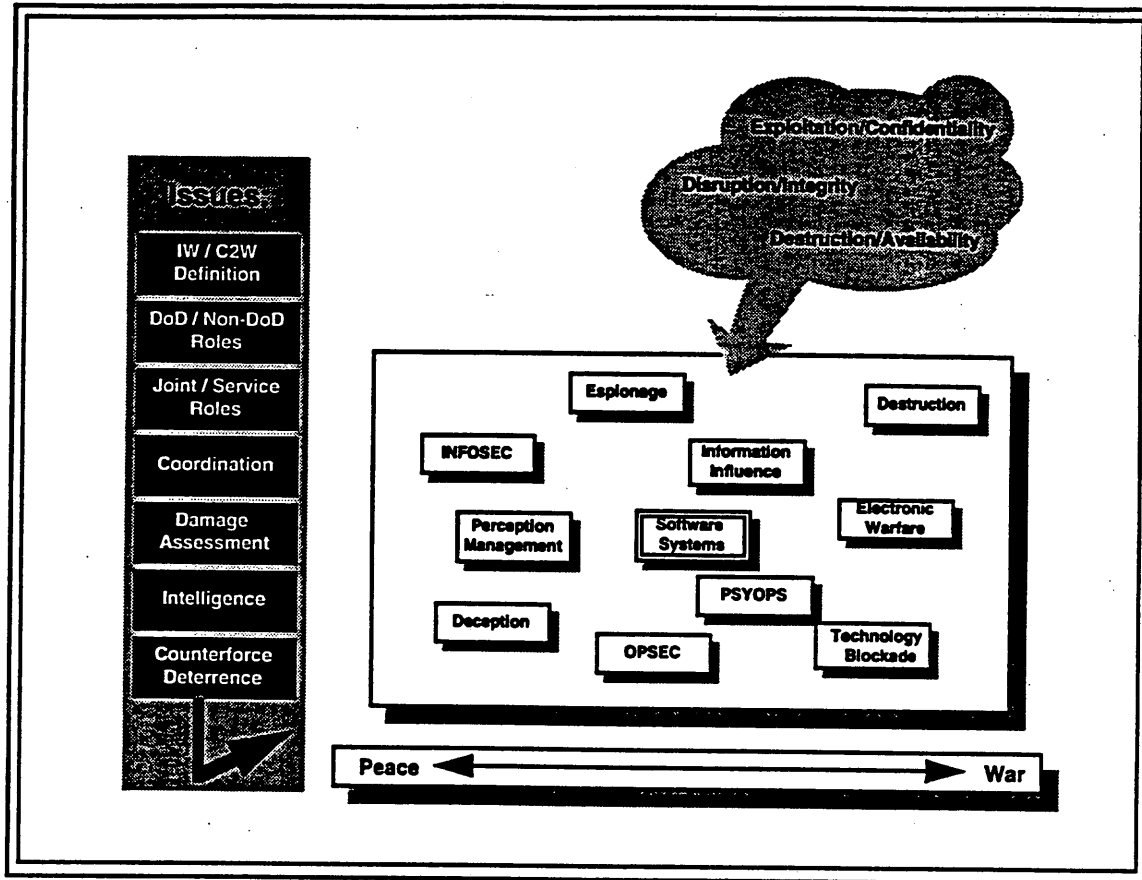 Issues
IW / C2W
Definition
DoD / Non-DoD
Roles
Joint / Service
Roles
Coordination
Damage
Assessment
Intelligence
Counterforce
Deterrence
Exploitation/Confidentiality
Disruption/Integrity
Destruction/Availability
Espionage
Destruction
INFOSEC
Information
Influence
Perception
Management
Software
Systems
Electronic
Warfare
PSYOPS
Deception
OPSEC
Technology
Blockade
Peace
War